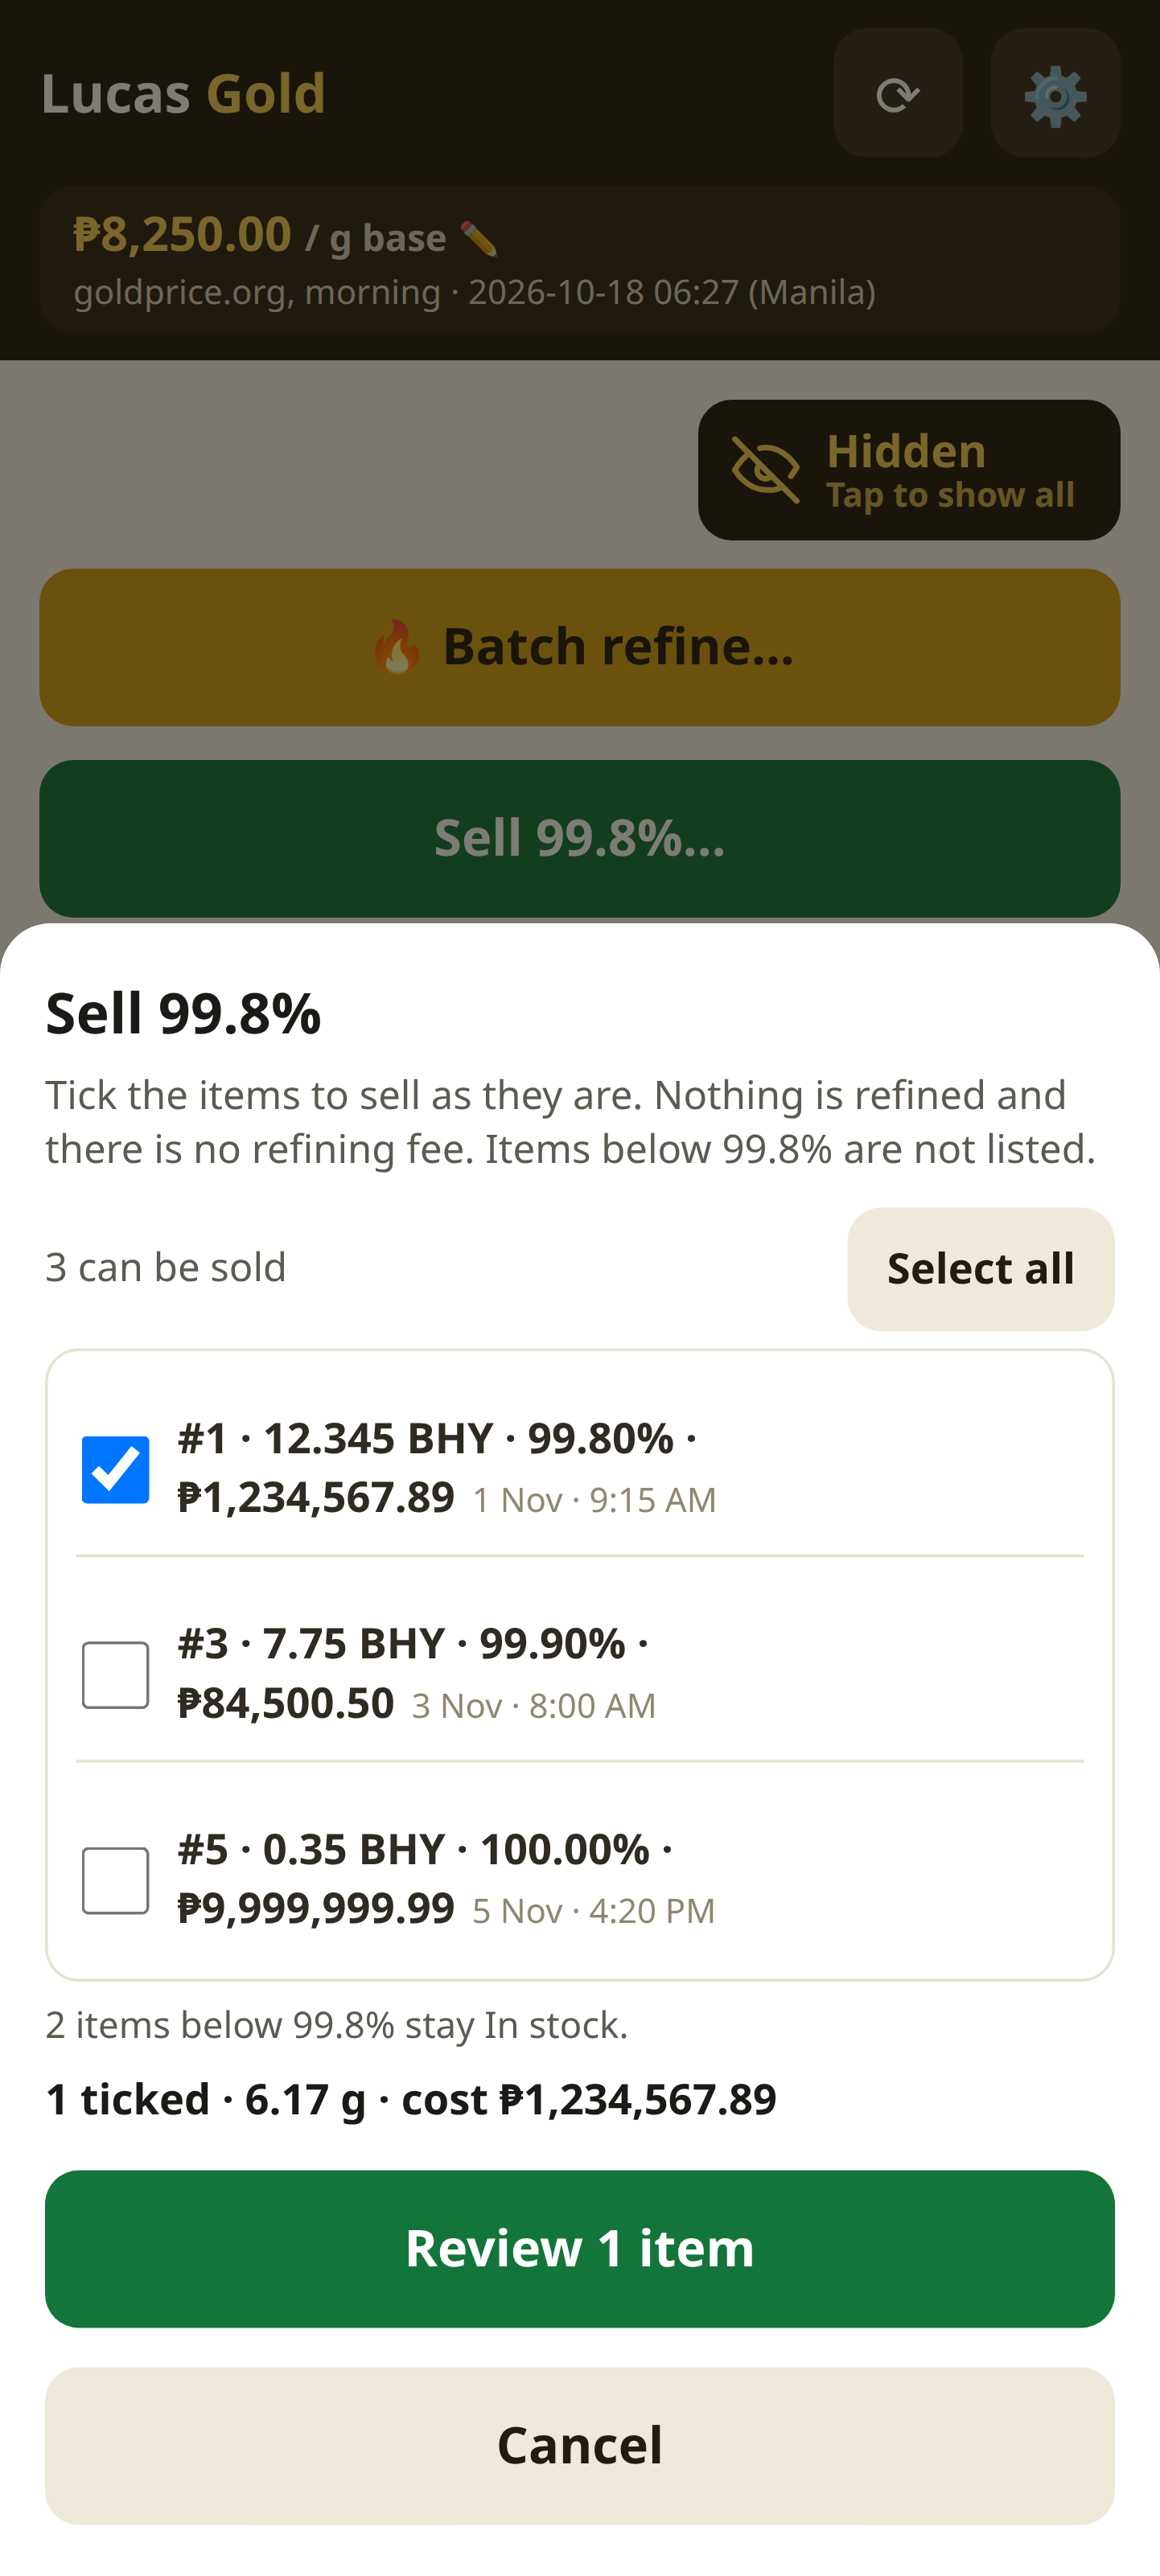 Lucas Gold
⟳ ⚙️
₱8,250.00 / g base ✏️
goldprice.org, morning · 2026-10-18 06:27 (Manila)
Hidden
Tap to show all
🔥 Batch refine...
Sell 99.8%...
Sell 99.8%
Tick the items to sell as they are. Nothing is refined and
there is no refining fee. Items below 99.8% are not listed.
3 can be sold
Select all
#1 · 12.345 BHY · 99.80% ·
₱1,234,567.89 1 Nov · 9:15 AM
#3 · 7.75 BHY · 99.90% ·
₱84,500.50 3 Nov · 8:00 AM
#5 · 0.35 BHY · 100.00% ·
₱9,999,999.99 5 Nov · 4:20 PM
2 items below 99.8% stay In stock.
1 ticked · 6.17 g · cost ₱1,234,567.89
Review 1 item
Cancel